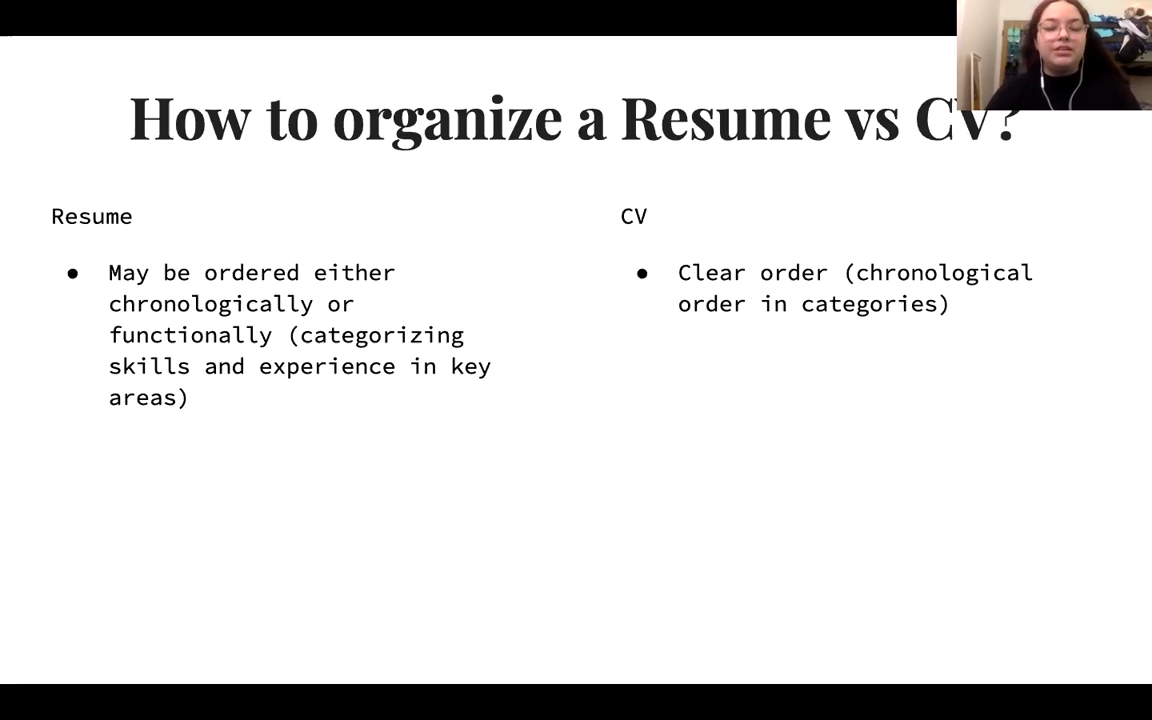 How to organize a Resume vs CV?
Resume
● May be ordered either
chronologically or
functionally (categorizing
skills and experience in key
areas)
CV
● Clear order (chronological
order in categories)